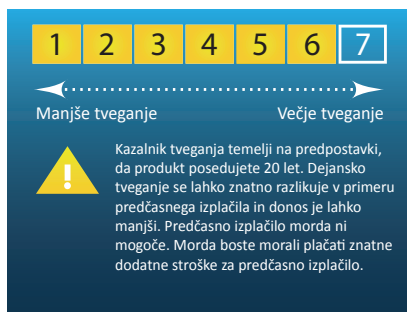 1 2 3 4 5 6 7
Manjše tveganje Večje tveganje
Kazalnik tveganja temelji na predpostavki,
da produkt posedujete 20 let. Dejansko
tveganje se lahko znatno razlikuje v primeru
predčasnega izplačila in donos je lahko
manjši. Predčasno izplačilo morda ni
mogoče. Morda boste morali plačati znatne
dodatne stroške za predčasno izplačilo.